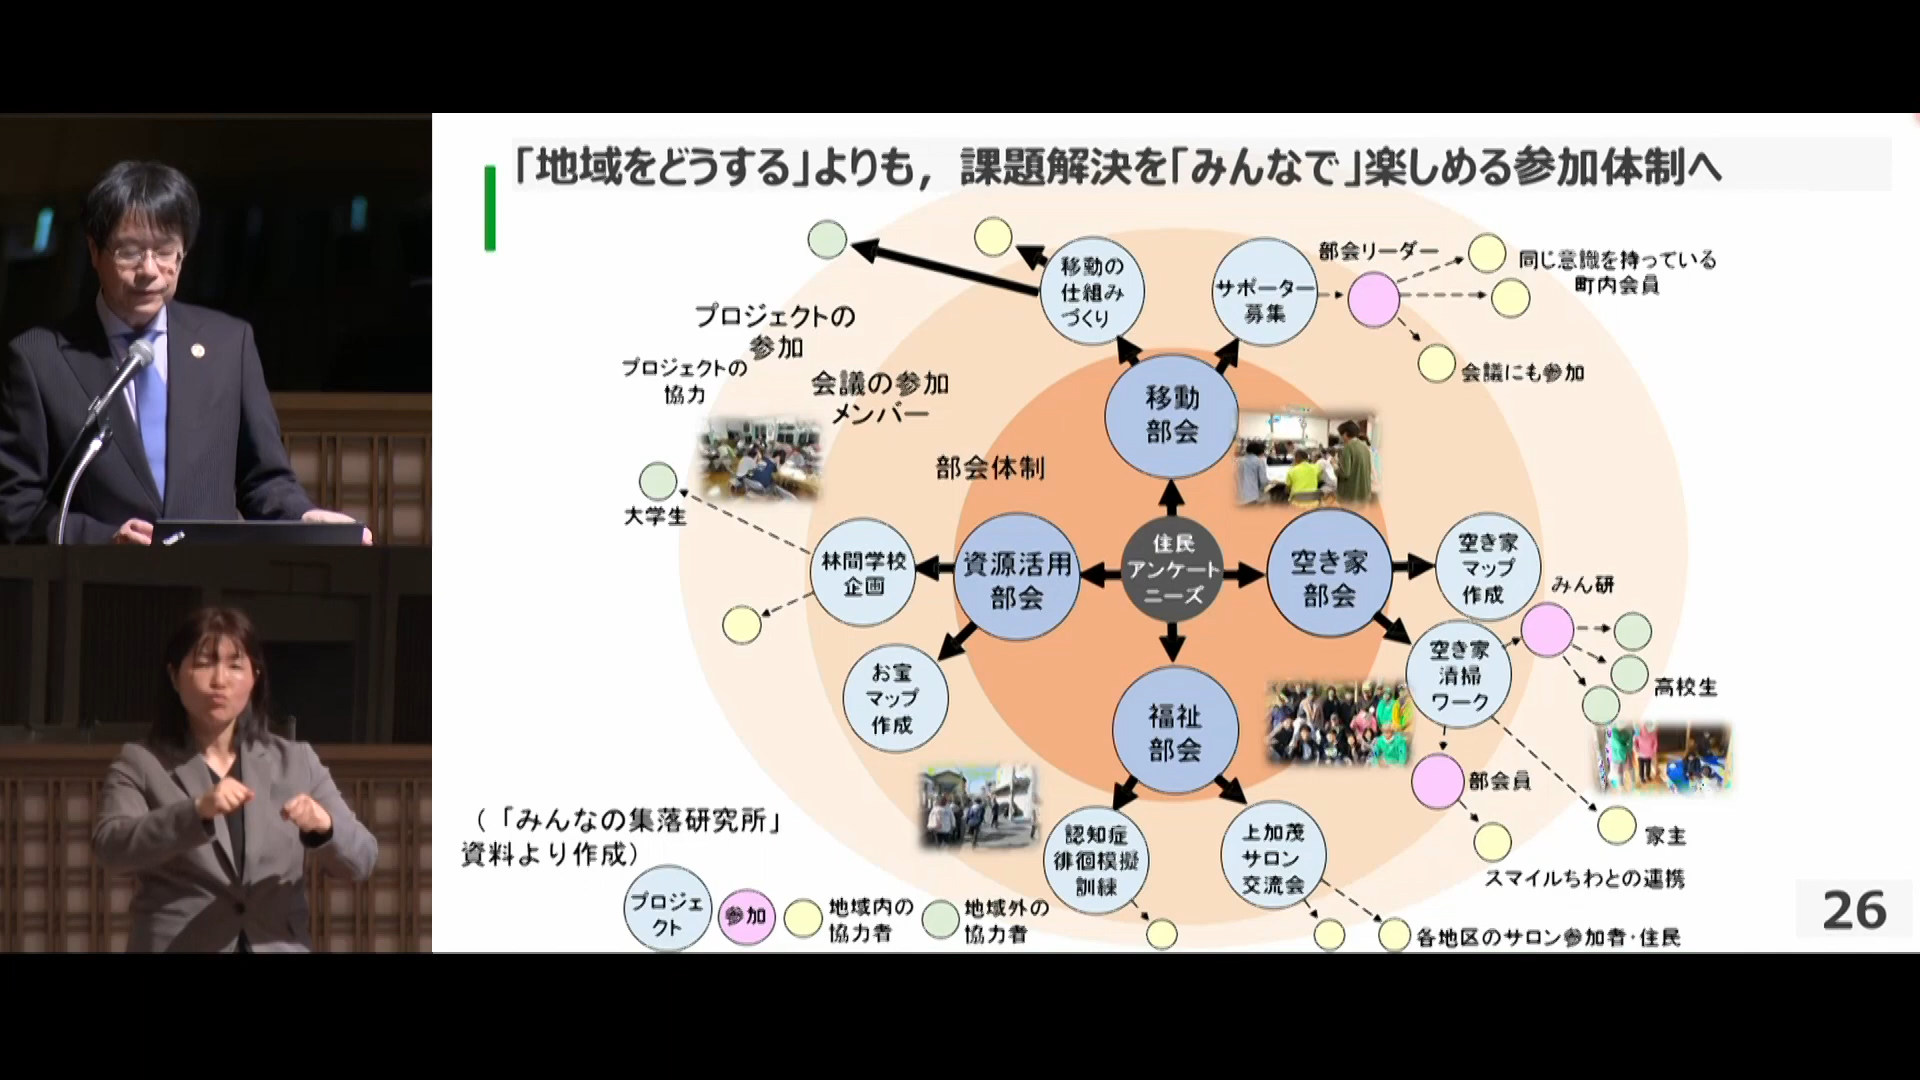 「地域をどうする」よりも，課題解決を「みんなで」楽しめる参加体制へ
移動の
仕組み
づくり
サポーター
募集
部会リーダー
同じ意識を持っている
町内会員
会議にも参加
プロジェクトの
参加
プロジェクトの
協力
会議の参加
メンバー
部会体制
移動
部会
大学生
林間学校
企画
資源活用
部会
住民
アンケート
ニーズ
空き家
部会
空き家
マップ
作成
みん研
お宝
マップ
作成
空き家
清掃
ワーク
高校生
福祉
部会
部会員
家主
スマイルちわとの連携
認知症
徘徊模擬
訓練
上加茂
サロン
交流会
各地区のサロン参加者・住民
（「みんなの集落研究所」
資料より作成）
プロジェ
クト
参加
地域内の
協力者
地域外の
協力者
26